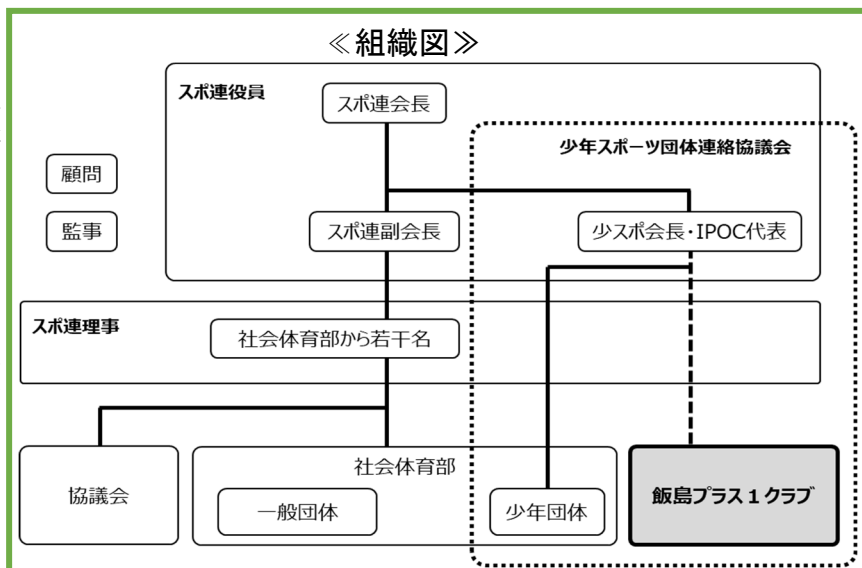 ≪組織図≫
スポ連役員
スポ連会長
少年スポーツ団体連絡協議会
顧問
監事
スポ連副会長
少スポ会長・IPOC代表
スポ連理事
社会体育部から若干名
協議会
社会体育部
一般団体
少年団体
飯島プラス1クラブ